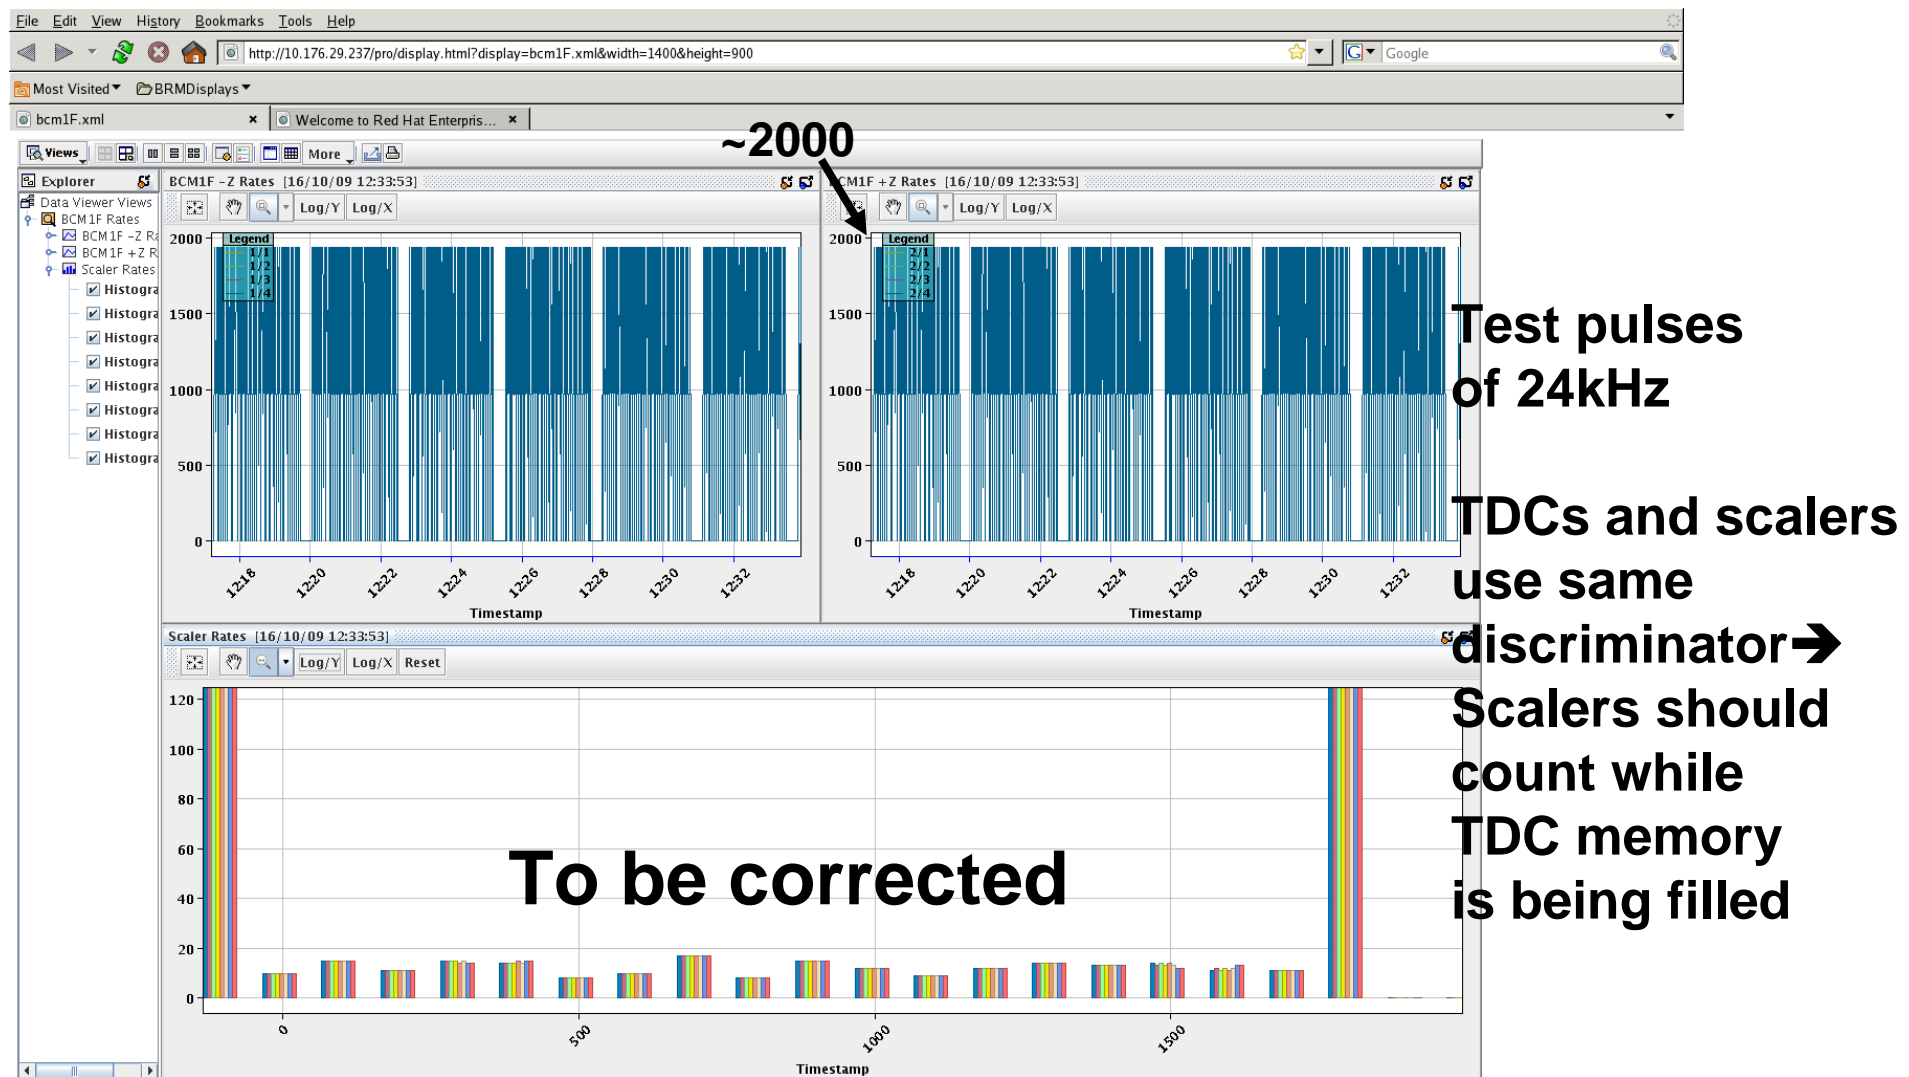 File Edit View History Bookmarks Tools Help
http://10.176.29.237/pro/display.html?display=bcm1F.xml&width=1400&height=900
Google
Most Visited BRMDisplays
bcm1F.xml
Welcome to Red Hat Enterpris...
~2000
Views
More
Explorer
Data Viewer Views
BCM1F Rates
BCM1F -Z Ra
BCM1F +Z R
Scaler Rates
Histogra
Histogra
Histogra
Histogra
Histogra
Histogra
Histogra
Histogra
BCM1F -Z Rates [16/10/09 12:33:53]
Log/Y Log/X
Legend
1/1
1/2
1/3
1/4
2000
1500
1000
500
0
12:18 12:20 12:22 12:24 12:26 12:28 12:30 12:32
Timestamp
CM1F +Z Rates [16/10/09 12:33:53]
Log/Y Log/X
Legend
2/1
2/2
2/3
2/4
2000
1500
1000
500
0
12:18 12:20 12:22 12:24 12:26 12:28 12:30 12:32
Timestamp
Scaler Rates [16/10/09 12:33:53]
Log/Y Log/X Reset
120
100
80
60
40
20
0
0 500 1000 1500
Timestamp
To be corrected
Test pulses
of 24kHz
TDCs and scalers
use same
discriminator➔
Scalers should
count while
TDC memory
is being filled